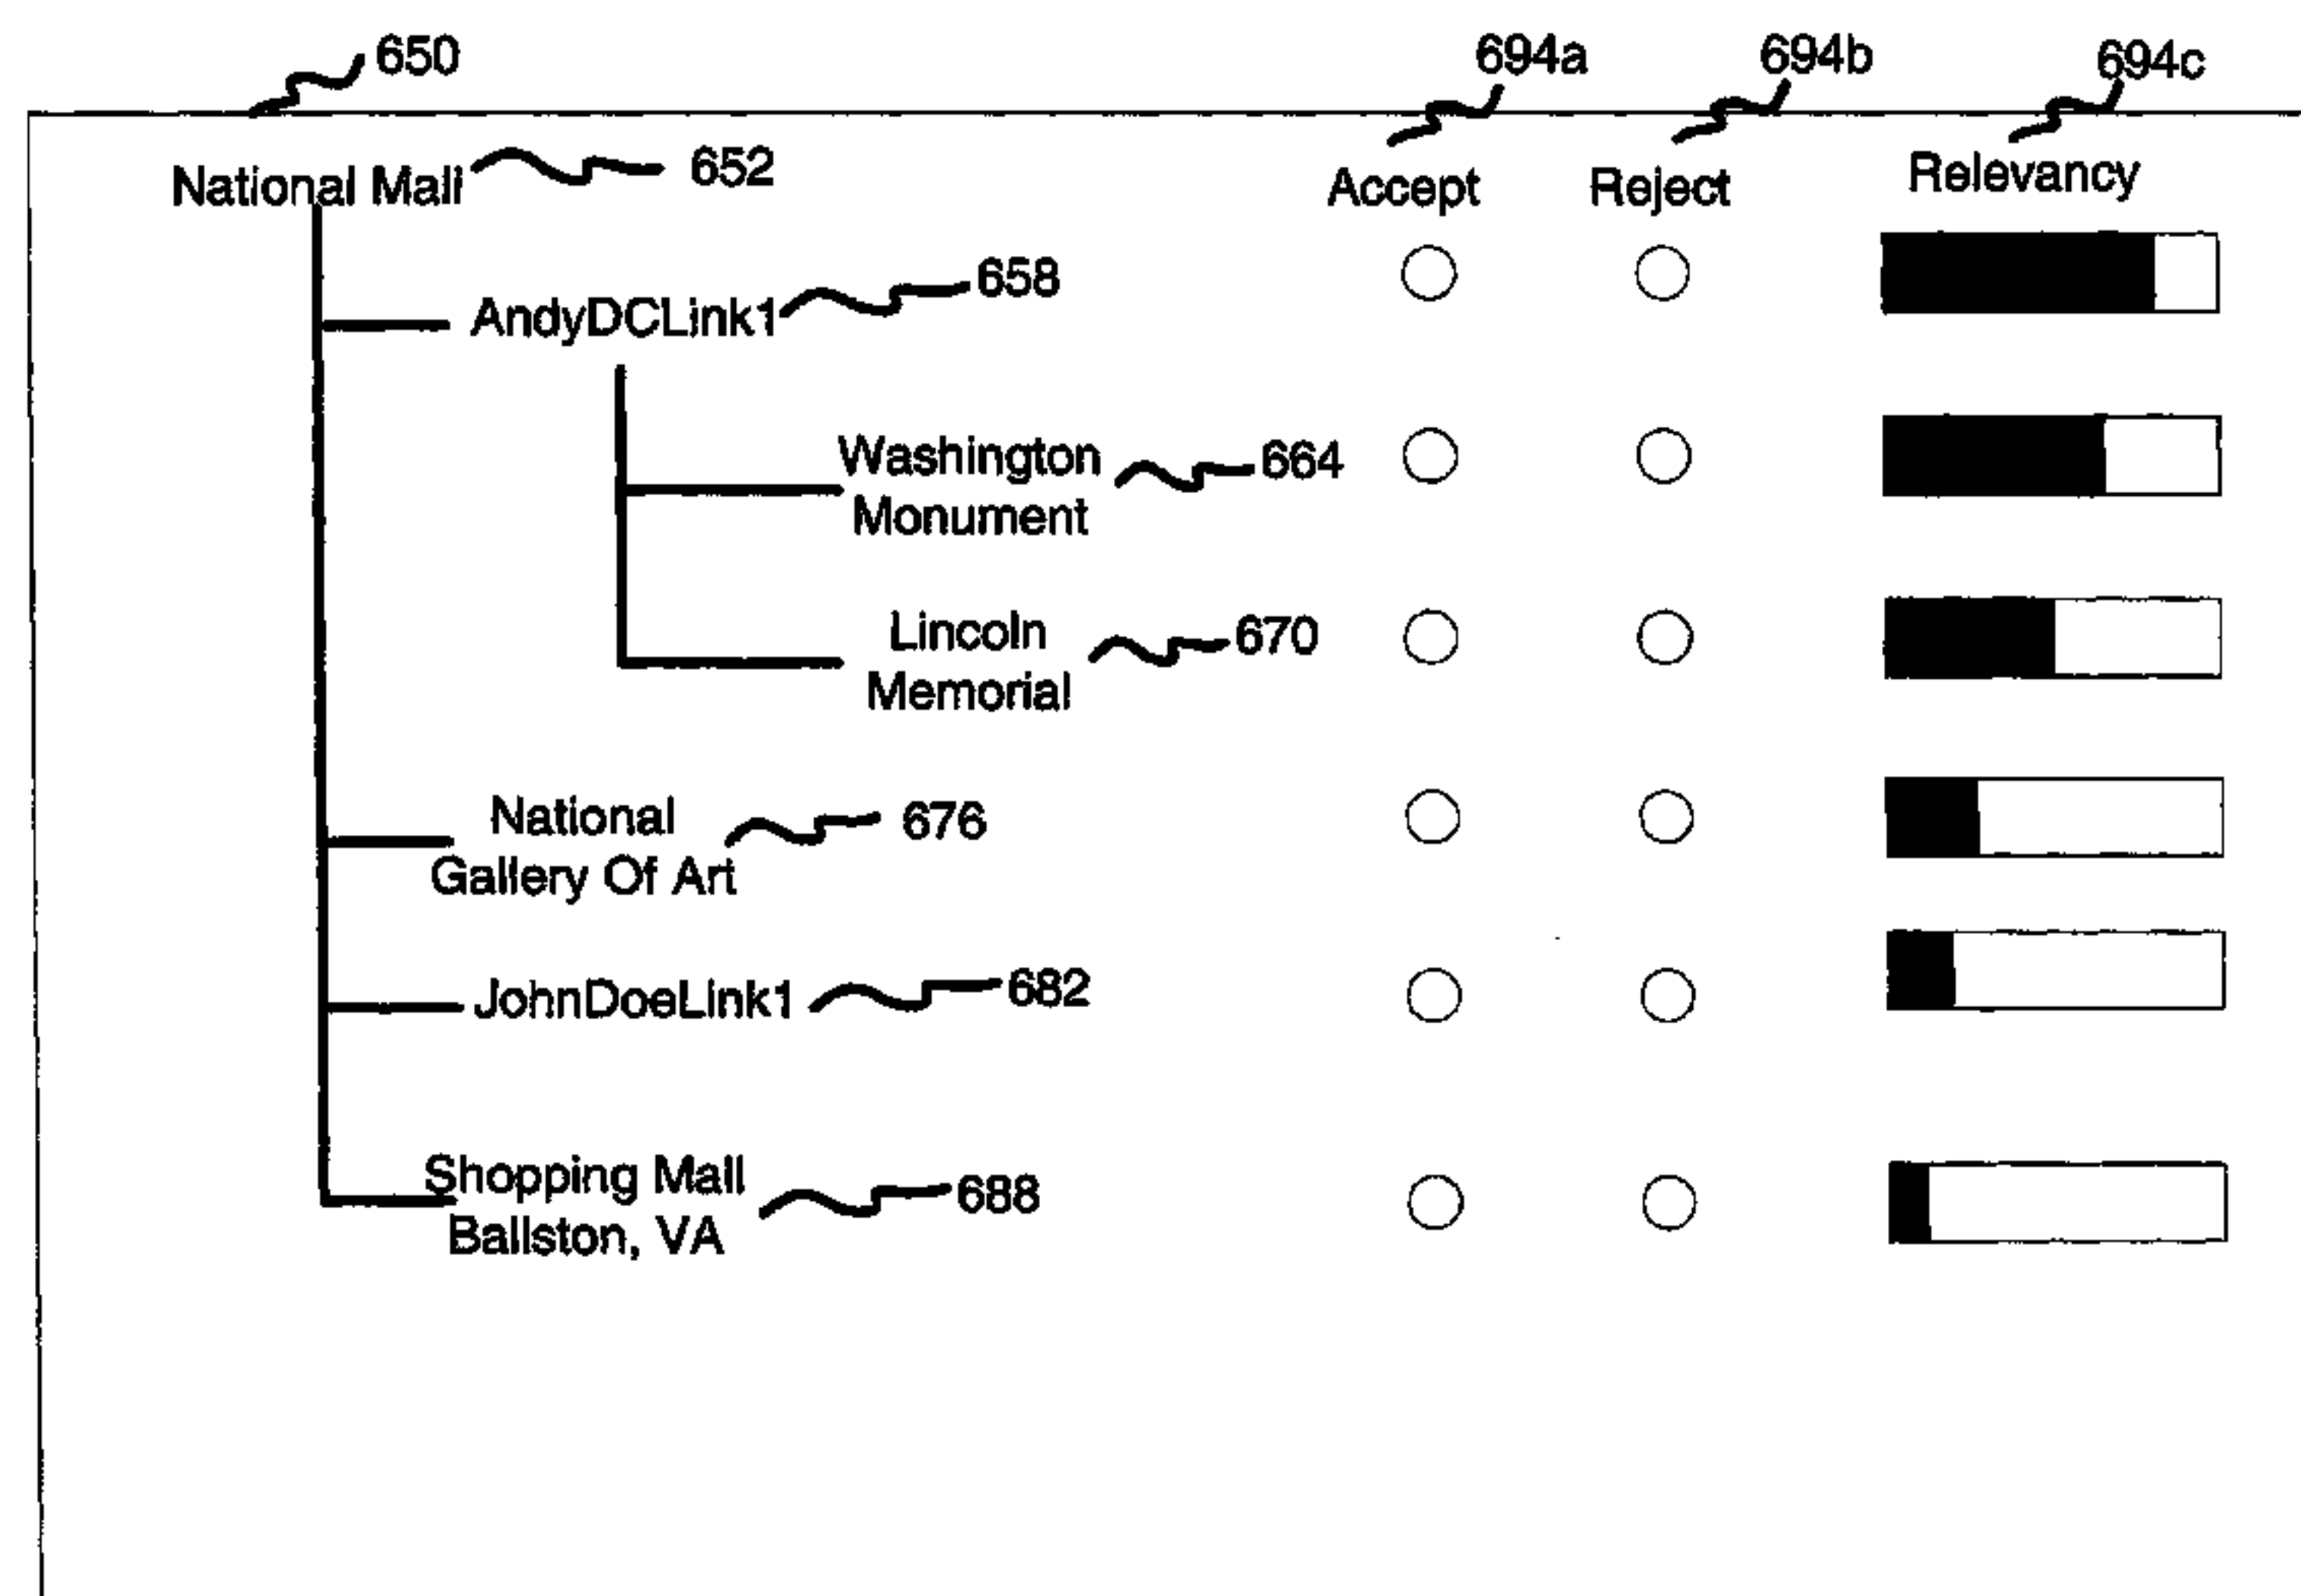 650
694a 694b 694c
National Mall 652 Accept Reject Relevancy
AndyDCLink1 658
Washington
Monument 664
Lincoln
Memorial 670
National
Gallery Of Art 676
JohnDoeLink1 682
Shopping Mall
Ballston, VA 688